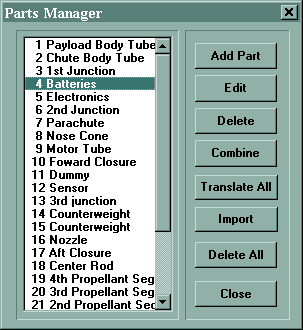 Parts Manager
1 Payload Body Tube
2 Chute Body Tube
3 1st Junction
4 Batteries
5 Electronics
6 2nd Junction
7 Parachute
8 Nose Cone
9 Motor Tube
10 Foward Closure
11 Dummy
12 Sensor
13 3rd junction
14 Counterweight
15 Counterweight
16 Nozzle
17 Aft Closure
18 Center Rod
19 4th Propellant Seg
20 3rd Propellant Seg
21 2nd Propellant Seg
Add Part
Edit
Delete
Combine
Translate All
Import
Delete All
Close